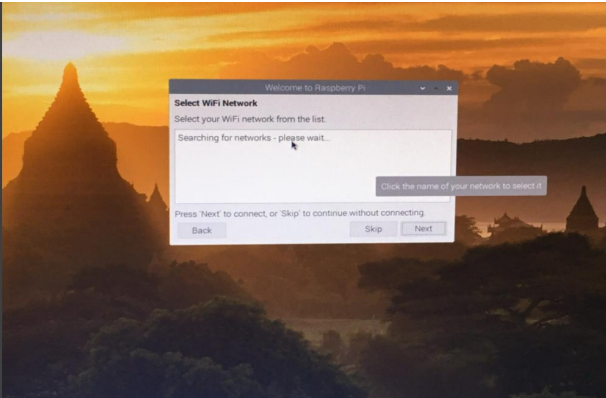 Welcome to Raspberry Pi
Select WiFi Network
Select your WiFi network from the list.
Searching for networks - please wait...
Click the name of your network to select it
Press 'Next' to connect, or 'Skip' to continue without connecting.
Back
Skip
Next